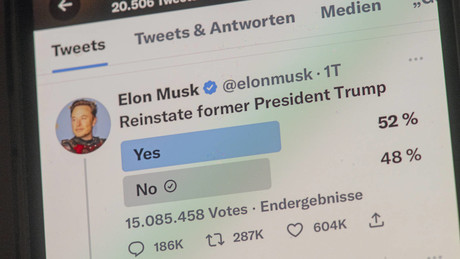 20.506 Tweets
Tweets
Tweets & Antworten
Medien
Elon Musk @elonmusk · 1T
Reinstate former President Trump
Yes
52 %
No
48 %
15.085.458 Votes · Endergebnisse
186K
287K
604K